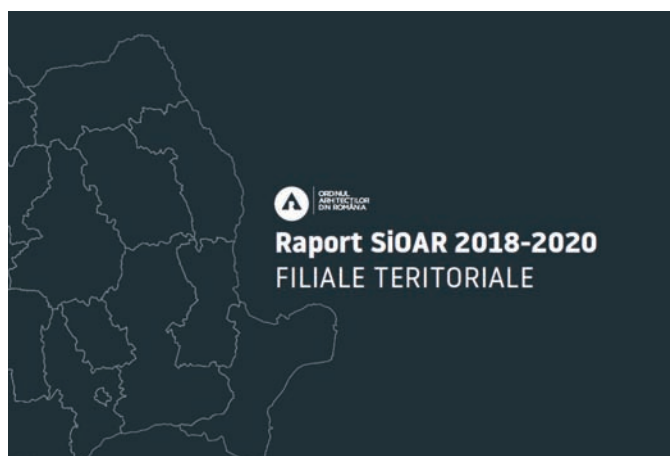 ORDINUL
ARHITECȚILOR
DIN ROMÂNIA
Raport SiOAR 2018-2020
FILIALE TERITORIALE